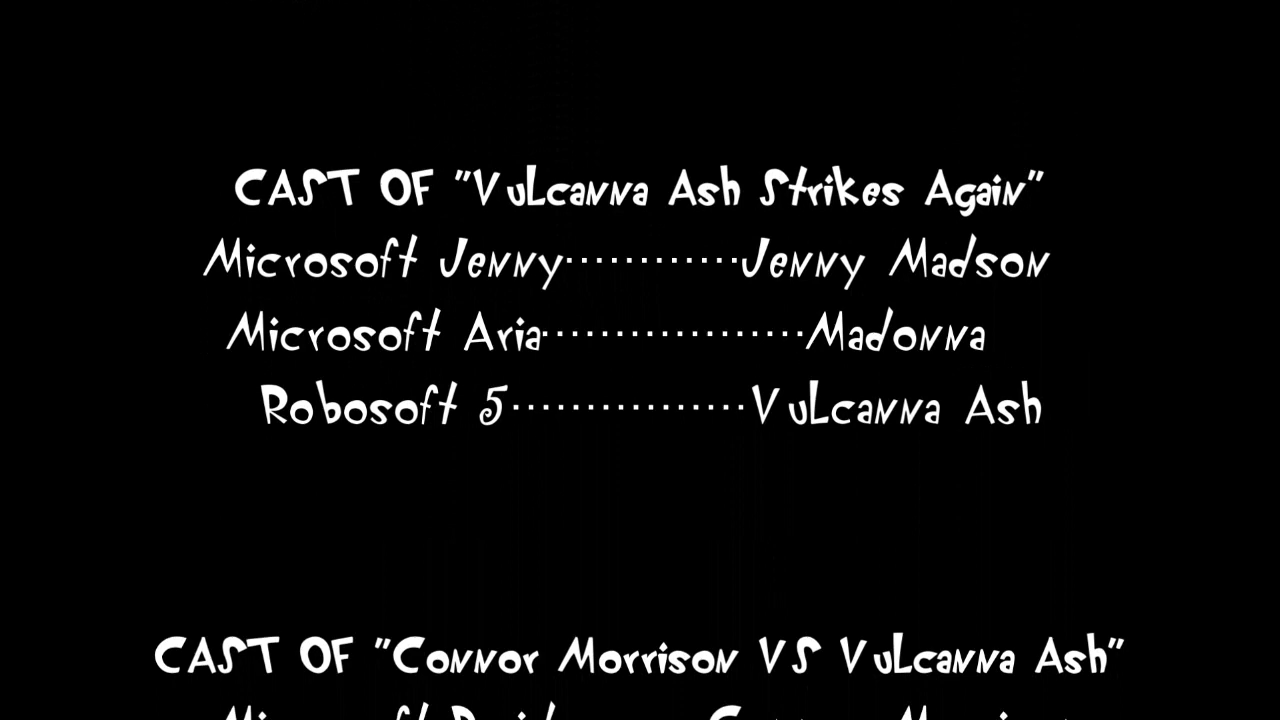 CAST OF "Vulcanna Ash Strikes Again"
Microsoft Jenny············Jenny Madson
Microsoft Aria··················Madonna
Robosoft 5················Vulcanna Ash
CAST OF "Connor Morrison VS Vulcanna Ash"